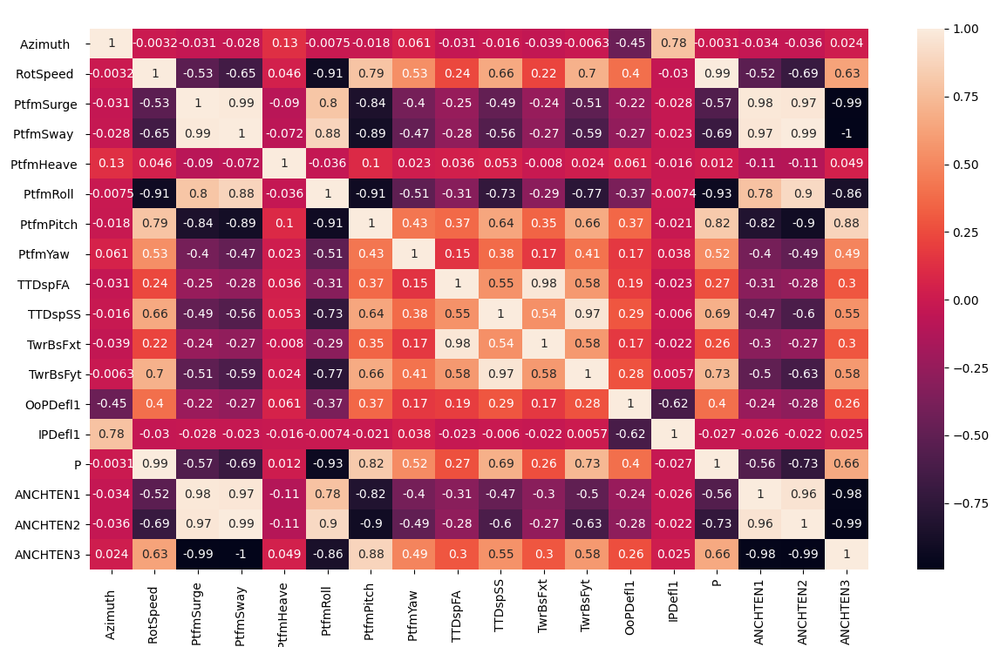 Azimuth 1 -0.0032 -0.031 -0.028 0.13 -0.0075 -0.018 0.061 -0.031 -0.016 -0.039 -0.0063 -0.45 0.78 -0.0031 -0.034 -0.036 0.024
RotSpeed -0.0032 1 -0.53 -0.65 0.046 -0.91 0.79 0.53 0.24 0.66 0.22 0.7 0.4 -0.03 0.99 -0.52 -0.69 0.63
PtfmSurge -0.031 -0.53 1 0.99 -0.09 0.8 -0.84 -0.4 -0.25 -0.49 -0.24 -0.51 -0.22 -0.028 -0.57 0.98 0.97 -0.99
PtfmSway -0.028 -0.65 0.99 1 -0.072 0.88 -0.89 -0.47 -0.28 -0.56 -0.27 -0.59 -0.27 -0.023 -0.69 0.97 0.99 -1
PtfmHeave 0.13 0.046 -0.09 -0.072 1 -0.036 0.1 0.023 0.036 0.053 -0.008 0.024 0.061 -0.016 0.012 -0.11 -0.11 0.049
PtfmRoll -0.0075 -0.91 0.8 0.88 -0.036 1 -0.91 -0.51 -0.31 -0.73 -0.29 -0.77 -0.37 -0.0074 -0.93 0.78 0.9 -0.86
PtfmPitch -0.018 0.79 -0.84 -0.89 0.1 -0.91 1 0.43 0.37 0.64 0.35 0.66 0.37 -0.021 0.82 -0.82 -0.9 0.88
PtfmYaw 0.061 0.53 -0.4 -0.47 0.023 -0.51 0.43 1 0.15 0.38 0.17 0.41 0.17 0.038 0.52 -0.4 -0.49 0.49
TTDspFA -0.031 0.24 -0.25 -0.28 0.036 -0.31 0.37 0.15 1 0.55 0.98 0.58 0.19 -0.023 0.27 -0.31 -0.28 0.3
TTDspSS -0.016 0.66 -0.49 -0.56 0.053 -0.73 0.64 0.38 0.55 1 0.54 0.97 0.29 -0.006 0.69 -0.47 -0.6 0.55
TwrBsFxt -0.039 0.22 -0.24 -0.27 -0.008 -0.29 0.35 0.17 0.98 0.54 1 0.58 0.17 -0.022 0.26 -0.3 -0.27 0.3
TwrBsFyt -0.0063 0.7 -0.51 -0.59 0.024 -0.77 0.66 0.41 0.58 0.97 0.58 1 0.28 0.0057 0.73 -0.5 -0.63 0.58
OoPDefl1 -0.45 0.4 -0.22 -0.27 0.061 -0.37 0.37 0.17 0.19 0.29 0.17 0.28 1 -0.62 0.4 -0.24 -0.28 0.26
IPDefl1 0.78 -0.03 -0.028 -0.023 -0.016 -0.0074 -0.021 0.038 -0.023 -0.006 -0.022 0.0057 -0.62 1 -0.027 -0.026 -0.022 0.025
P -0.0031 0.99 -0.57 -0.69 0.012 -0.93 0.82 0.52 0.27 0.69 0.26 0.73 0.4 -0.027 1 -0.56 -0.73 0.66
ANCHTEN1 -0.034 -0.52 0.98 0.97 -0.11 0.78 -0.82 -0.4 -0.31 -0.47 -0.3 -0.5 -0.24 -0.026 -0.56 1 0.96 -0.98
ANCHTEN2 -0.036 -0.69 0.97 0.99 -0.11 0.9 -0.9 -0.49 -0.28 -0.6 -0.27 -0.63 -0.28 -0.022 -0.73 0.96 1 -0.99
ANCHTEN3 0.024 0.63 -0.99 -1 0.049 -0.86 0.88 0.49 0.3 0.55 0.3 0.58 0.26 0.025 0.66 -0.98 -0.99 1
Azimuth RotSpeed PtfmSurge PtfmSway PtfmHeave PtfmRoll PtfmPitch PtfmYaw TTDspFA TTDspSS TwrBsFxt TwrBsFyt OoPDefl1 IPDefl1 P ANCHTEN1 ANCHTEN2 ANCHTEN3
1.00
0.75
0.50
0.25
0.00
−0.25
−0.50
−0.75